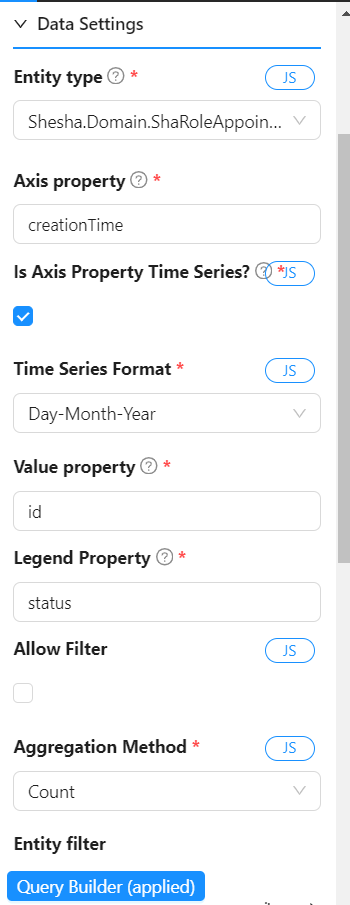 Data Settings
Entity type ? * JS
Shesha.Domain.ShaRoleAppoin...
Axis property ? *
creationTime
Is Axis Property Time Series? ? * JS
Time Series Format * JS
Day-Month-Year
Value property ? *
id
Legend Property ? *
status
Allow Filter JS
Aggregation Method * JS
Count
Entity filter
Query Builder (applied)